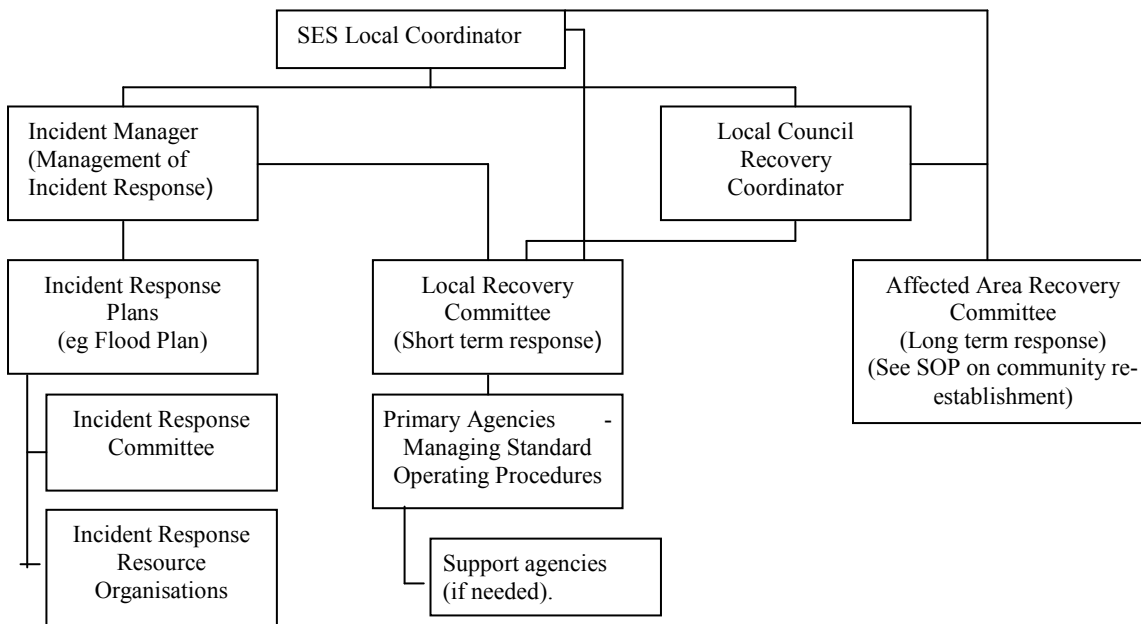 SES Local Coordinator
Incident Manager
(Management of
Incident Response)
Local Council
Recovery
Coordinator
Incident Response
Plans
(eg Flood Plan)
Local Recovery
Committee
(Short term response)
Affected Area Recovery
Committee
(Long term response)
(See SOP on community re-
establishment)
Incident Response
Committee
Primary Agencies -
Managing Standard
Operating Procedures
Incident Response
Resource
Organisations
Support agencies
(if needed).